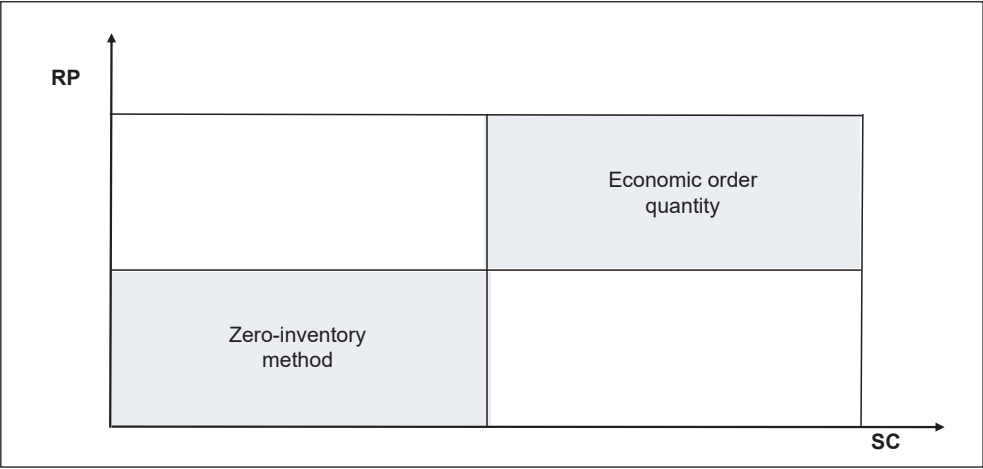 RP
Economic order
quantity
Zero-inventory
method
SC